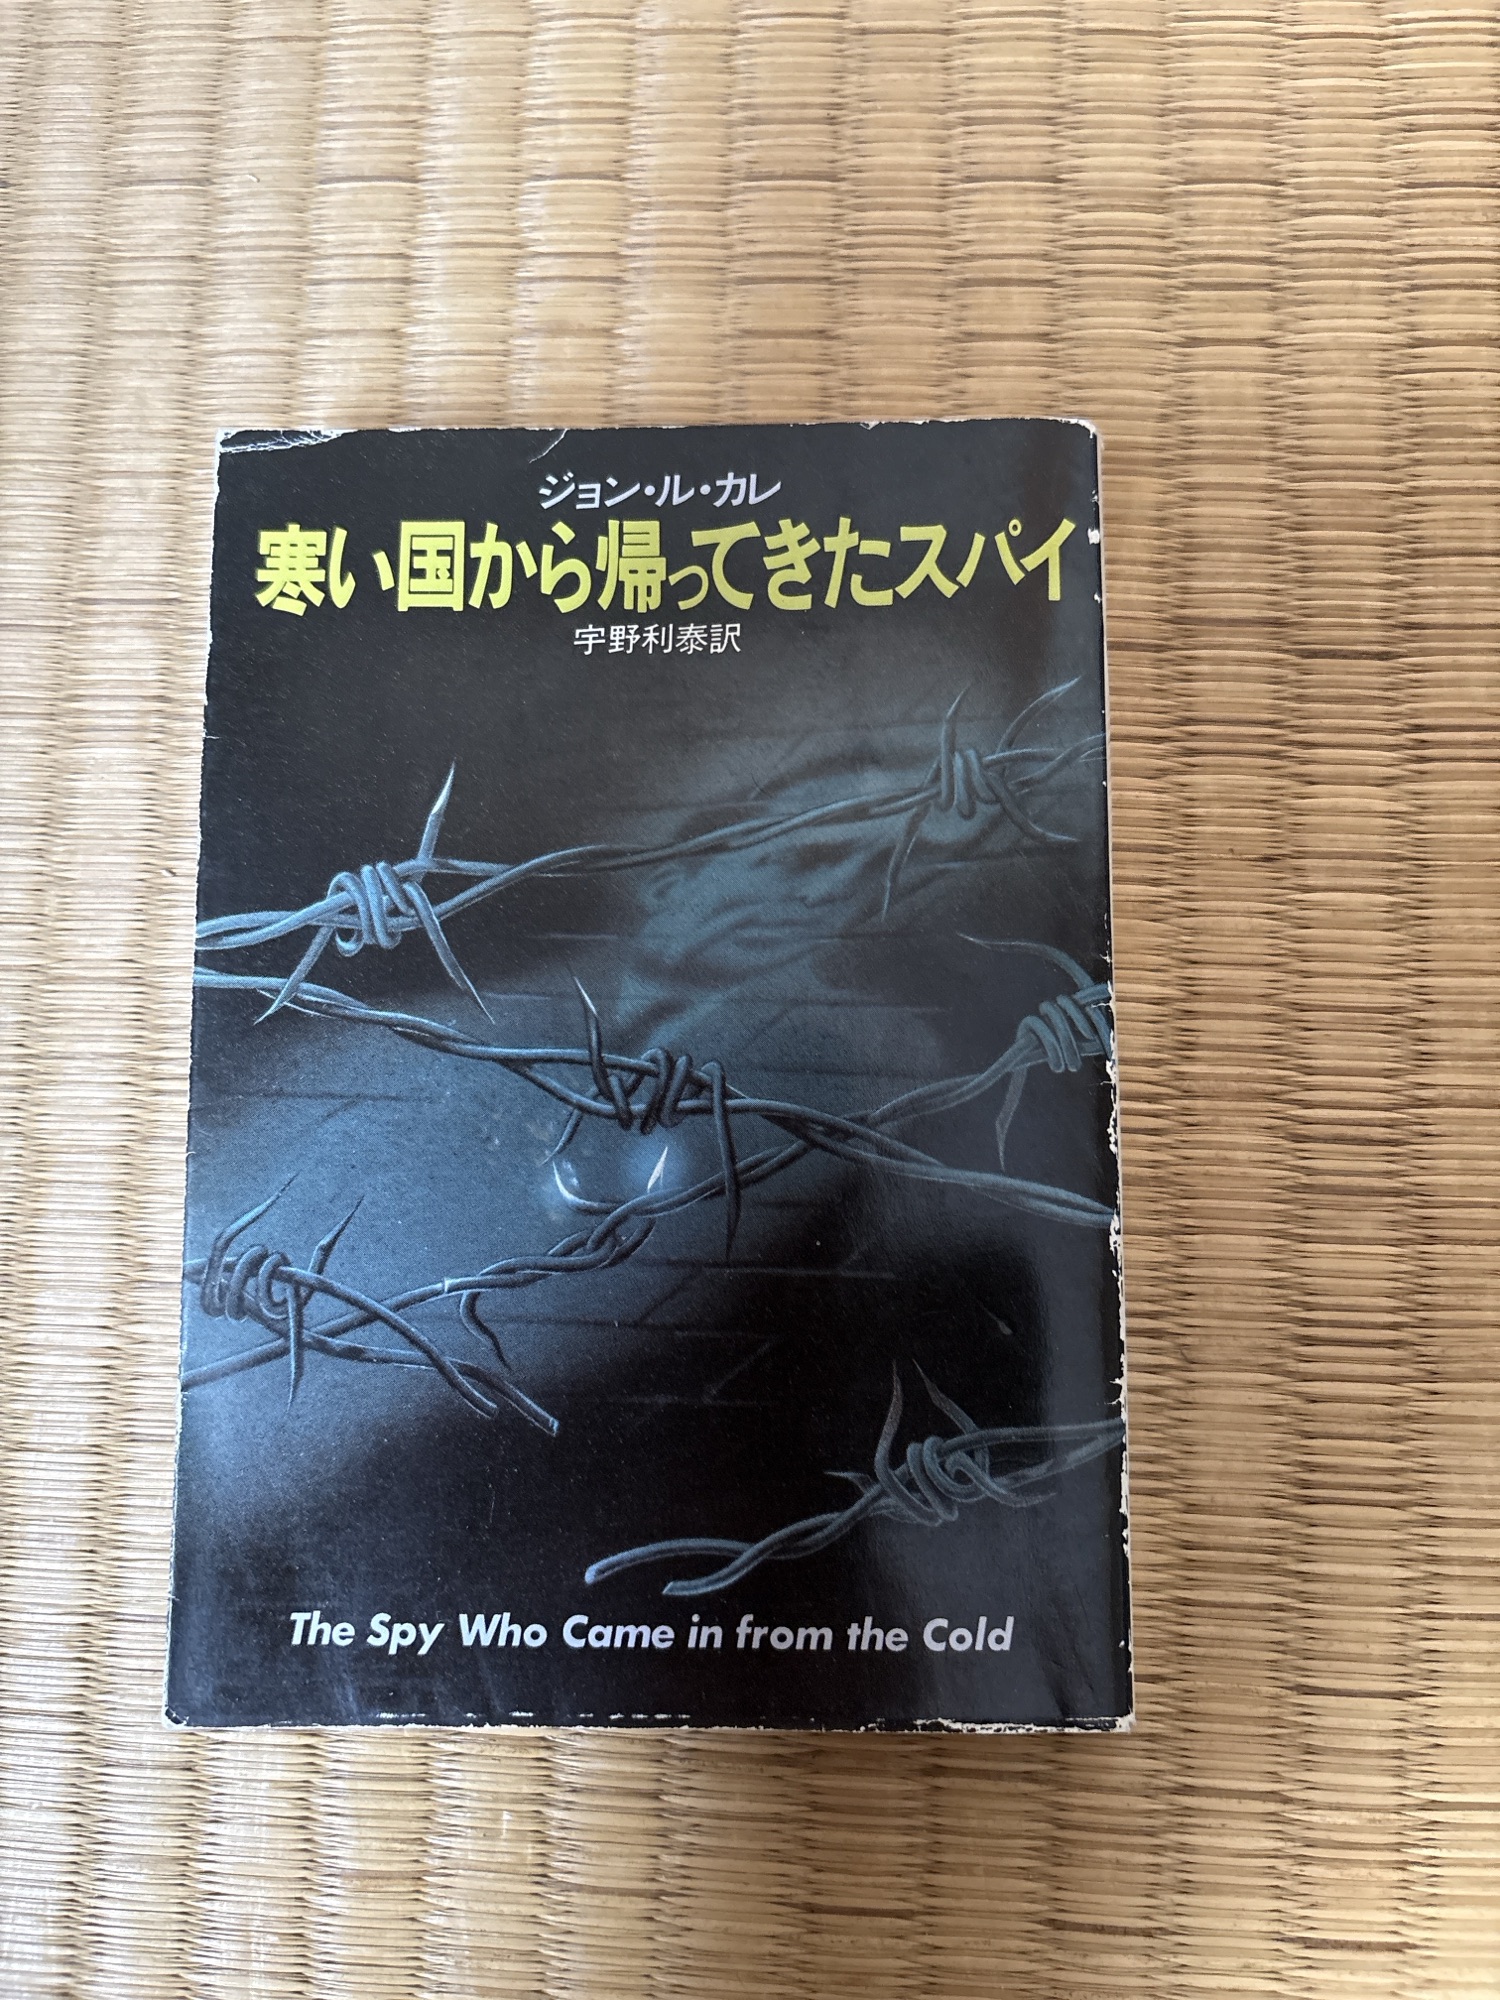 ジョン・ル・カレ
寒い国から帰ってきたスパイ
宇野利泰訳
The Spy Who Came in from the Cold